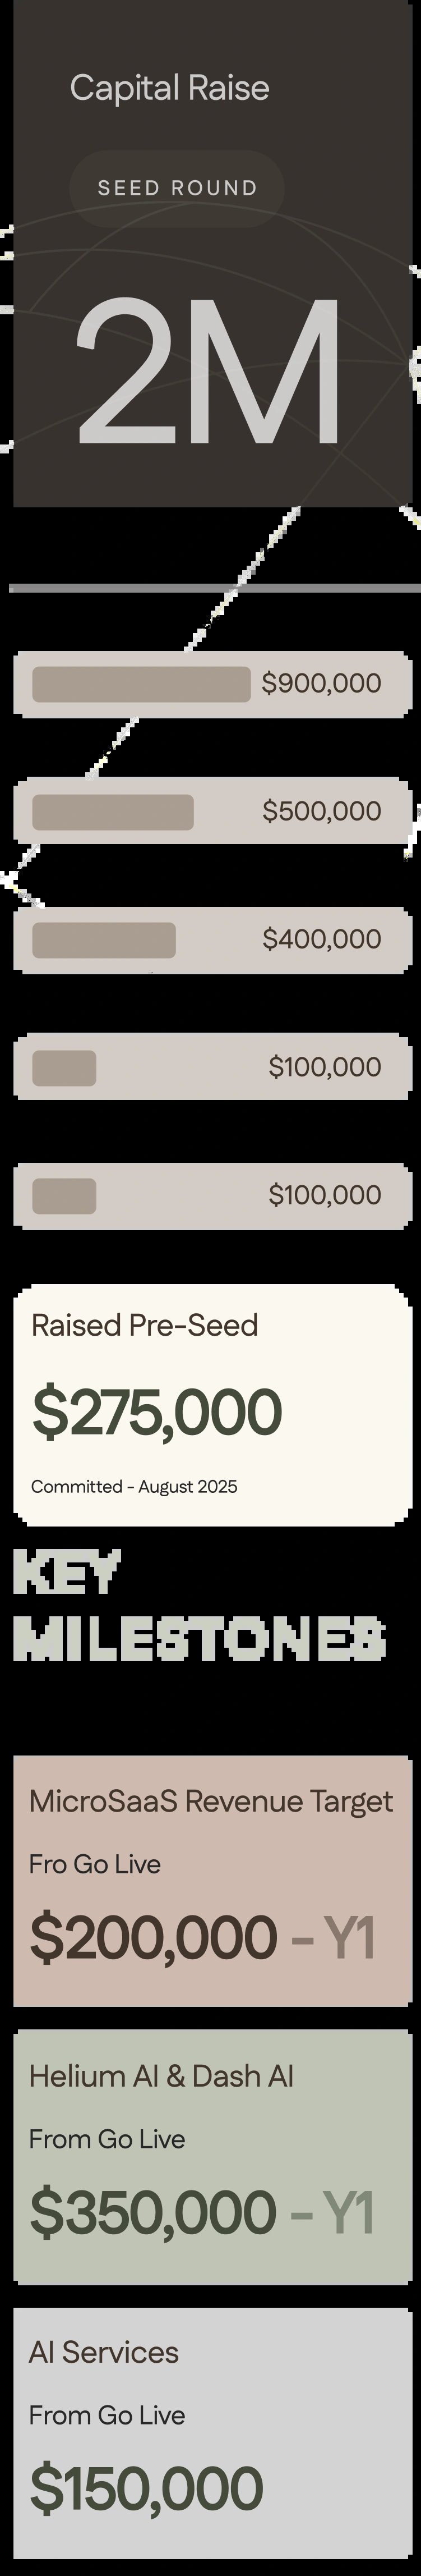 Capital Raise
SEED ROUND
2M
$900,000
$500,000
$400,000
$100,000
$100,000
Raised Pre-Seed
$275,000
Committed - August 2025
KEY
MILESTONES
MicroSaaS Revenue Target
Fro Go Live
$200,000 - Y1
Helium AI & Dash AI
From Go Live
$350,000 - Y1
AI Services
From Go Live
$150,000